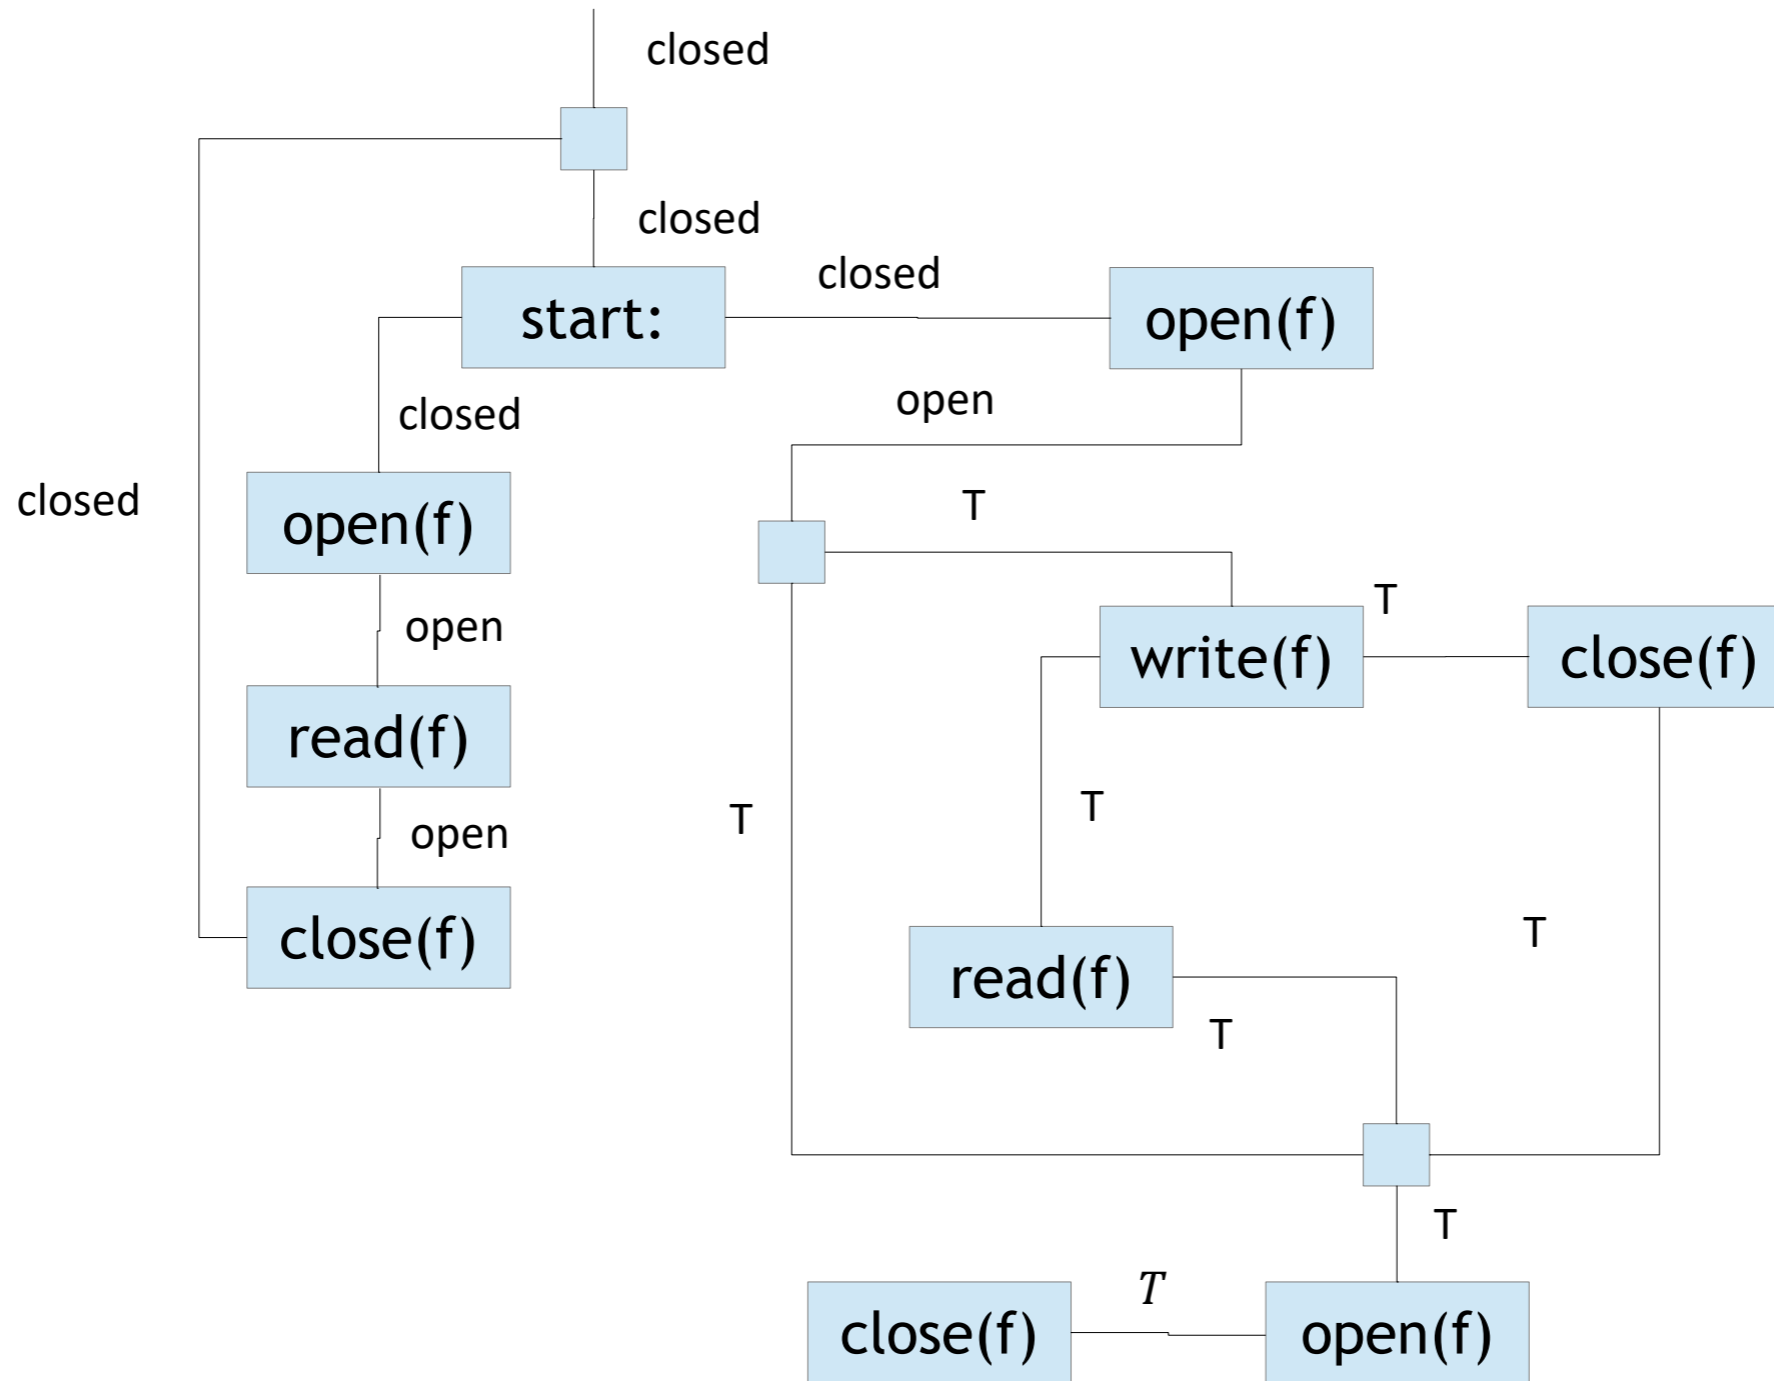 closed
closed
start:
closed
open(f)
closed
open
closed
T
open(f)
T
open
write(f)
close(f)
read(f)
T
T
open
T
close(f)
read(f)
T
T
T
close(f)
open(f)